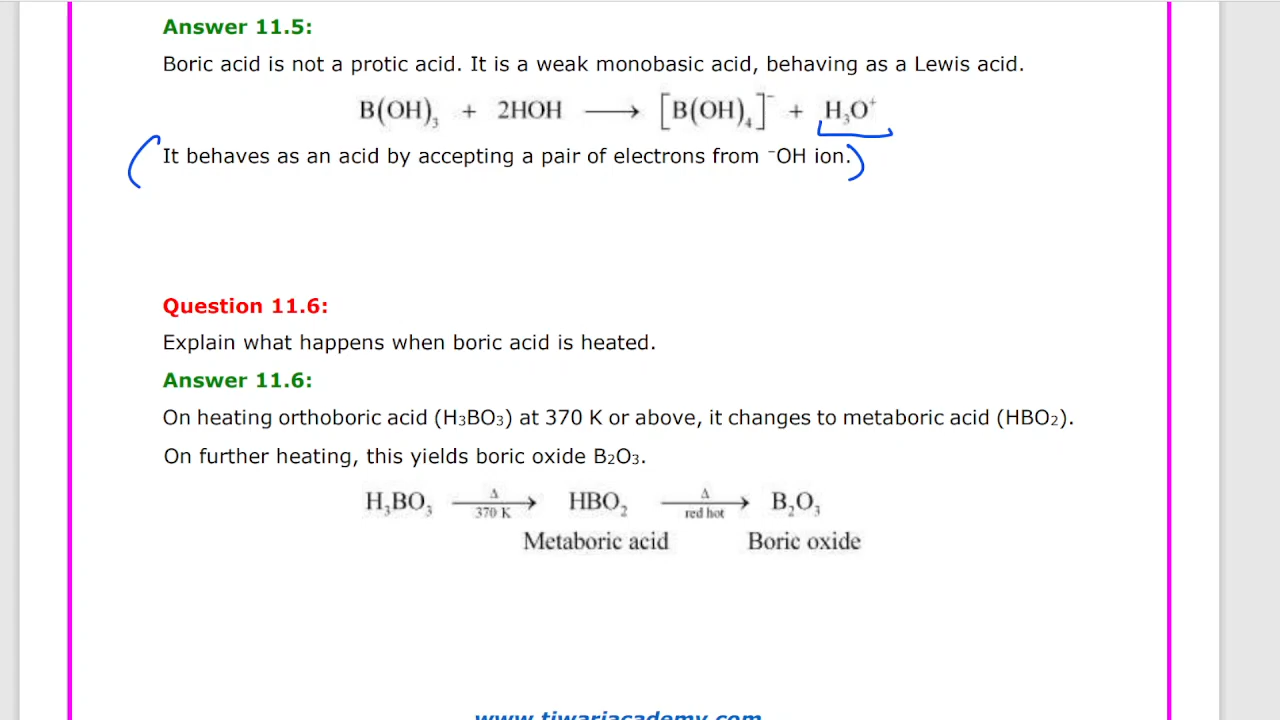 Answer 11.5:
Boric acid is not a protic acid. It is a weak monobasic acid, behaving as a Lewis acid.
B(OH)₃ + 2HOH ⟶ [B(OH)₄]⁻ + H₃O⁺
It behaves as an acid by accepting a pair of electrons from ⁻OH ion.
Question 11.6:
Explain what happens when boric acid is heated.
Answer 11.6:
On heating orthoboric acid (H₃BO₃) at 370 K or above, it changes to metaboric acid (HBO₂).
On further heating, this yields boric oxide B₂O₃.
H₃BO₃ —Δ/370 K→ HBO₂ —Δ/red hot→ B₂O₃
Metaboric acid Boric oxide
www.tiwariacademy.com